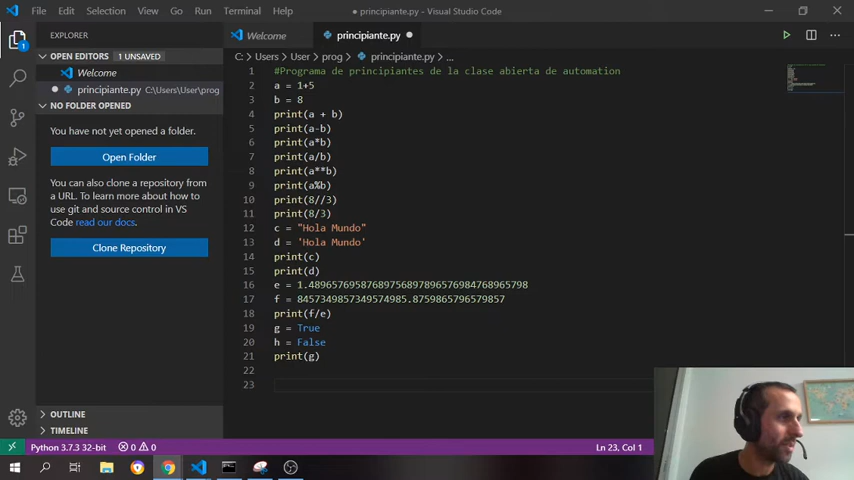 File Edit Selection View Go Run Terminal Help
• principiante.py - Visual Studio Code
EXPLORER
Welcome
principiante.py
OPEN EDITORS
1 UNSAVED
Welcome
principiante.py C:\Users\User\prog
NO FOLDER OPENED
You have not yet opened a folder.
Open Folder
You can also clone a repository from
a URL. To learn more about how to
use git and source control in VS
Code read our docs.
Clone Repository
OUTLINE
TIMELINE
C: > Users > User > prog > principiante.py > ...
1 #Programa de principiantes de la clase abierta de automation
2 a = 1+5
3 b = 8
4 print(a + b)
5 print(a-b)
6 print(a*b)
7 print(a/b)
8 print(a**b)
9 print(a%b)
10 print(8//3)
11 print(8/3)
12 c = "Hola Mundo"
13 d = 'Hola Mundo'
14 print(c)
15 print(d)
16 e = 1.48965769587689756897896576984768965798
17 f = 8457349857349574985.8759865796579857
18 print(f/e)
19 g = True
20 h = False
21 print(g)
22
23
1
Python 3.7.3 32-bit 0 0
Ln 23, Col 1